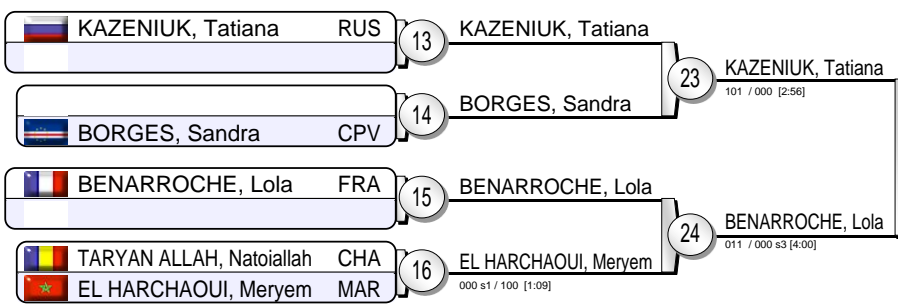 KAZENIUK, Tatiana RUS
13
KAZENIUK, Tatiana
23
KAZENIUK, Tatiana
101 / 000 [2:56]
14
BORGES, Sandra
BORGES, Sandra CPV
BENARROCHE, Lola FRA
15
BENARROCHE, Lola
24
BENARROCHE, Lola
011 / 000 s3 [4:00]
TARYAN ALLAH, Natoiallah CHA
16
EL HARCHAOUI, Meryem
000 s1 / 100 [1:09]
EL HARCHAOUI, Meryem MAR